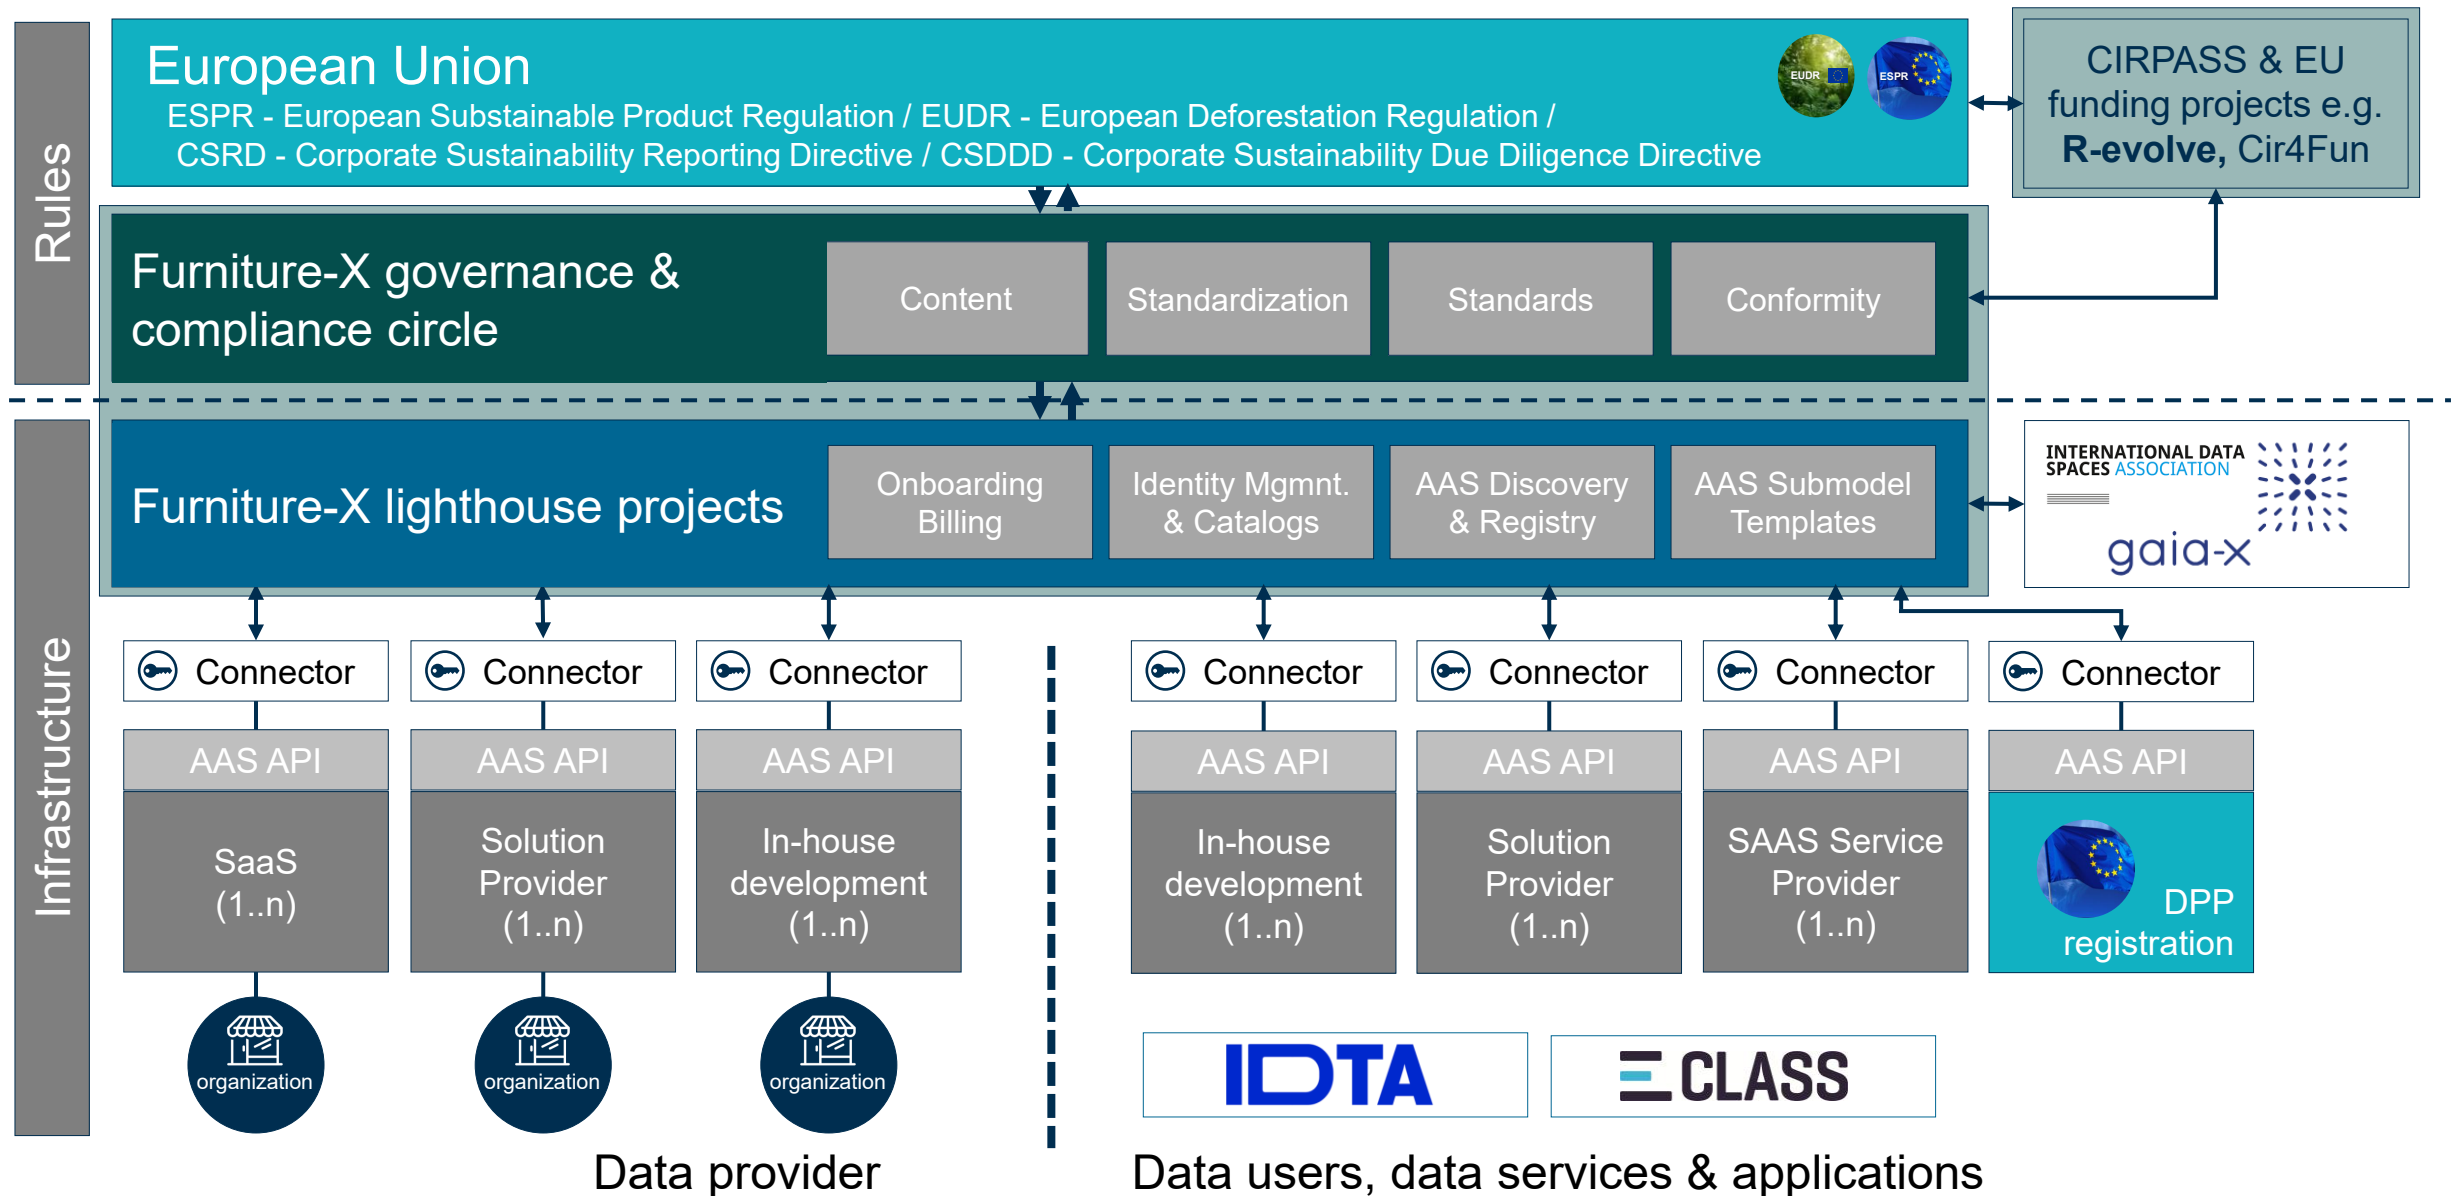 Rules
European Union
ESPR - European Substainable Product Regulation / EUDR - European Deforestation Regulation /
CSRD - Corporate Sustainability Reporting Directive / CSDDD - Corporate Sustainability Due Diligence Directive
EUDR
ESPR
CIRPASS & EU
funding projects e.g.
R-evolve, Cir4Fun
Furniture-X governance &
compliance circle
Content
Standardization
Standards
Conformity
Infrastructure
Furniture-X lighthouse projects
Onboarding
Billing
Identity Mgmnt.
& Catalogs
AAS Discovery
& Registry
AAS Submodel
Templates
INTERNATIONAL DATA
SPACES ASSOCIATION
gaia-x
Connector
Connector
Connector
Connector
Connector
Connector
Connector
AAS API
AAS API
AAS API
AAS API
AAS API
AAS API
AAS API
SaaS
(1..n)
Solution
Provider
(1..n)
In-house
development
(1..n)
In-house
development
(1..n)
Solution
Provider
(1..n)
SAAS Service
Provider
(1..n)
DPP
registration
organization
organization
organization
IDTA
ECLASS
Data provider
Data users, data services & applications